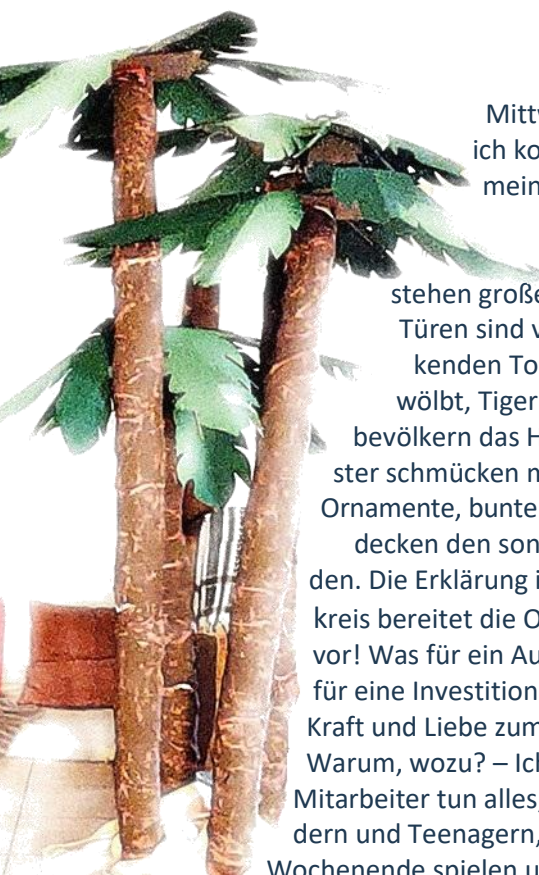 Mittw
ich ko
mein
stehen große
Türen sind v
kenden To
wölbt, Tiger
bevölkern das H
ster schmücken m
Ornamente, bunte
decken den son
den. Die Erklärung i
kreis bereitet die O
vor! Was für ein Au
für eine Investition
Kraft und Liebe zum
Warum, wozu? – Ich
Mitarbeiter tun alles,
dern und Teenagern,
Wochenende spielen u